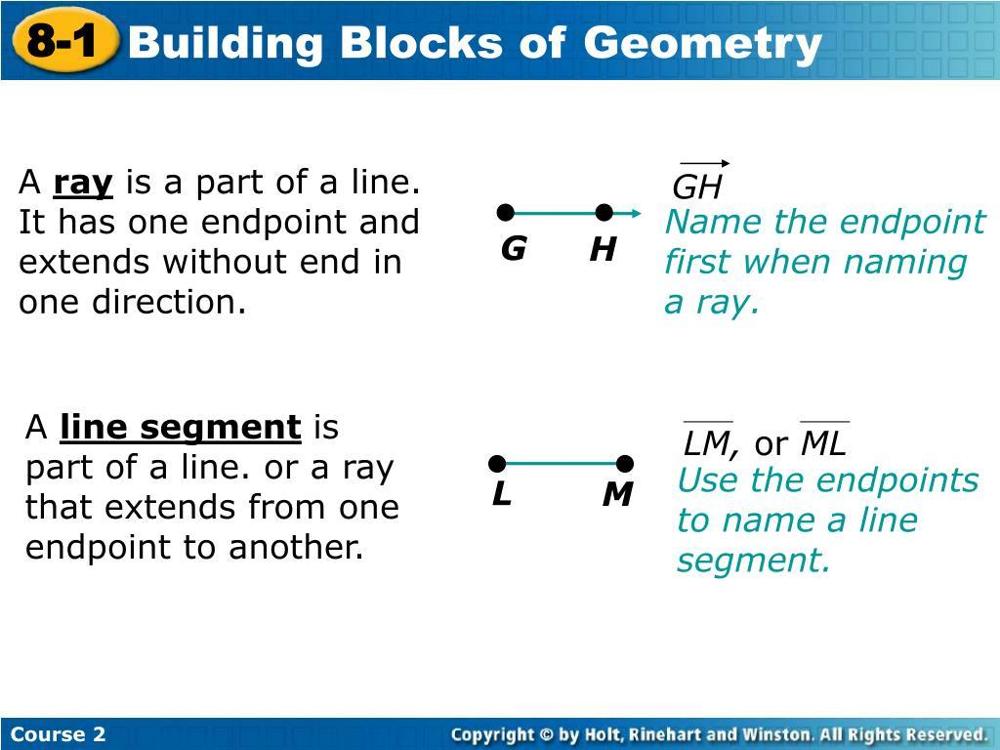 8-1 Building Blocks of Geometry
A ray is a part of a line.
It has one endpoint and
extends without end in
one direction.
G H
GH
Name the endpoint
first when naming
a ray.
A line segment is
part of a line. or a ray
that extends from one
endpoint to another.
L M
LM, or ML
Use the endpoints
to name a line
segment.
Course 2
Copyright © by Holt, Rinehart and Winston. All Rights Reserved.